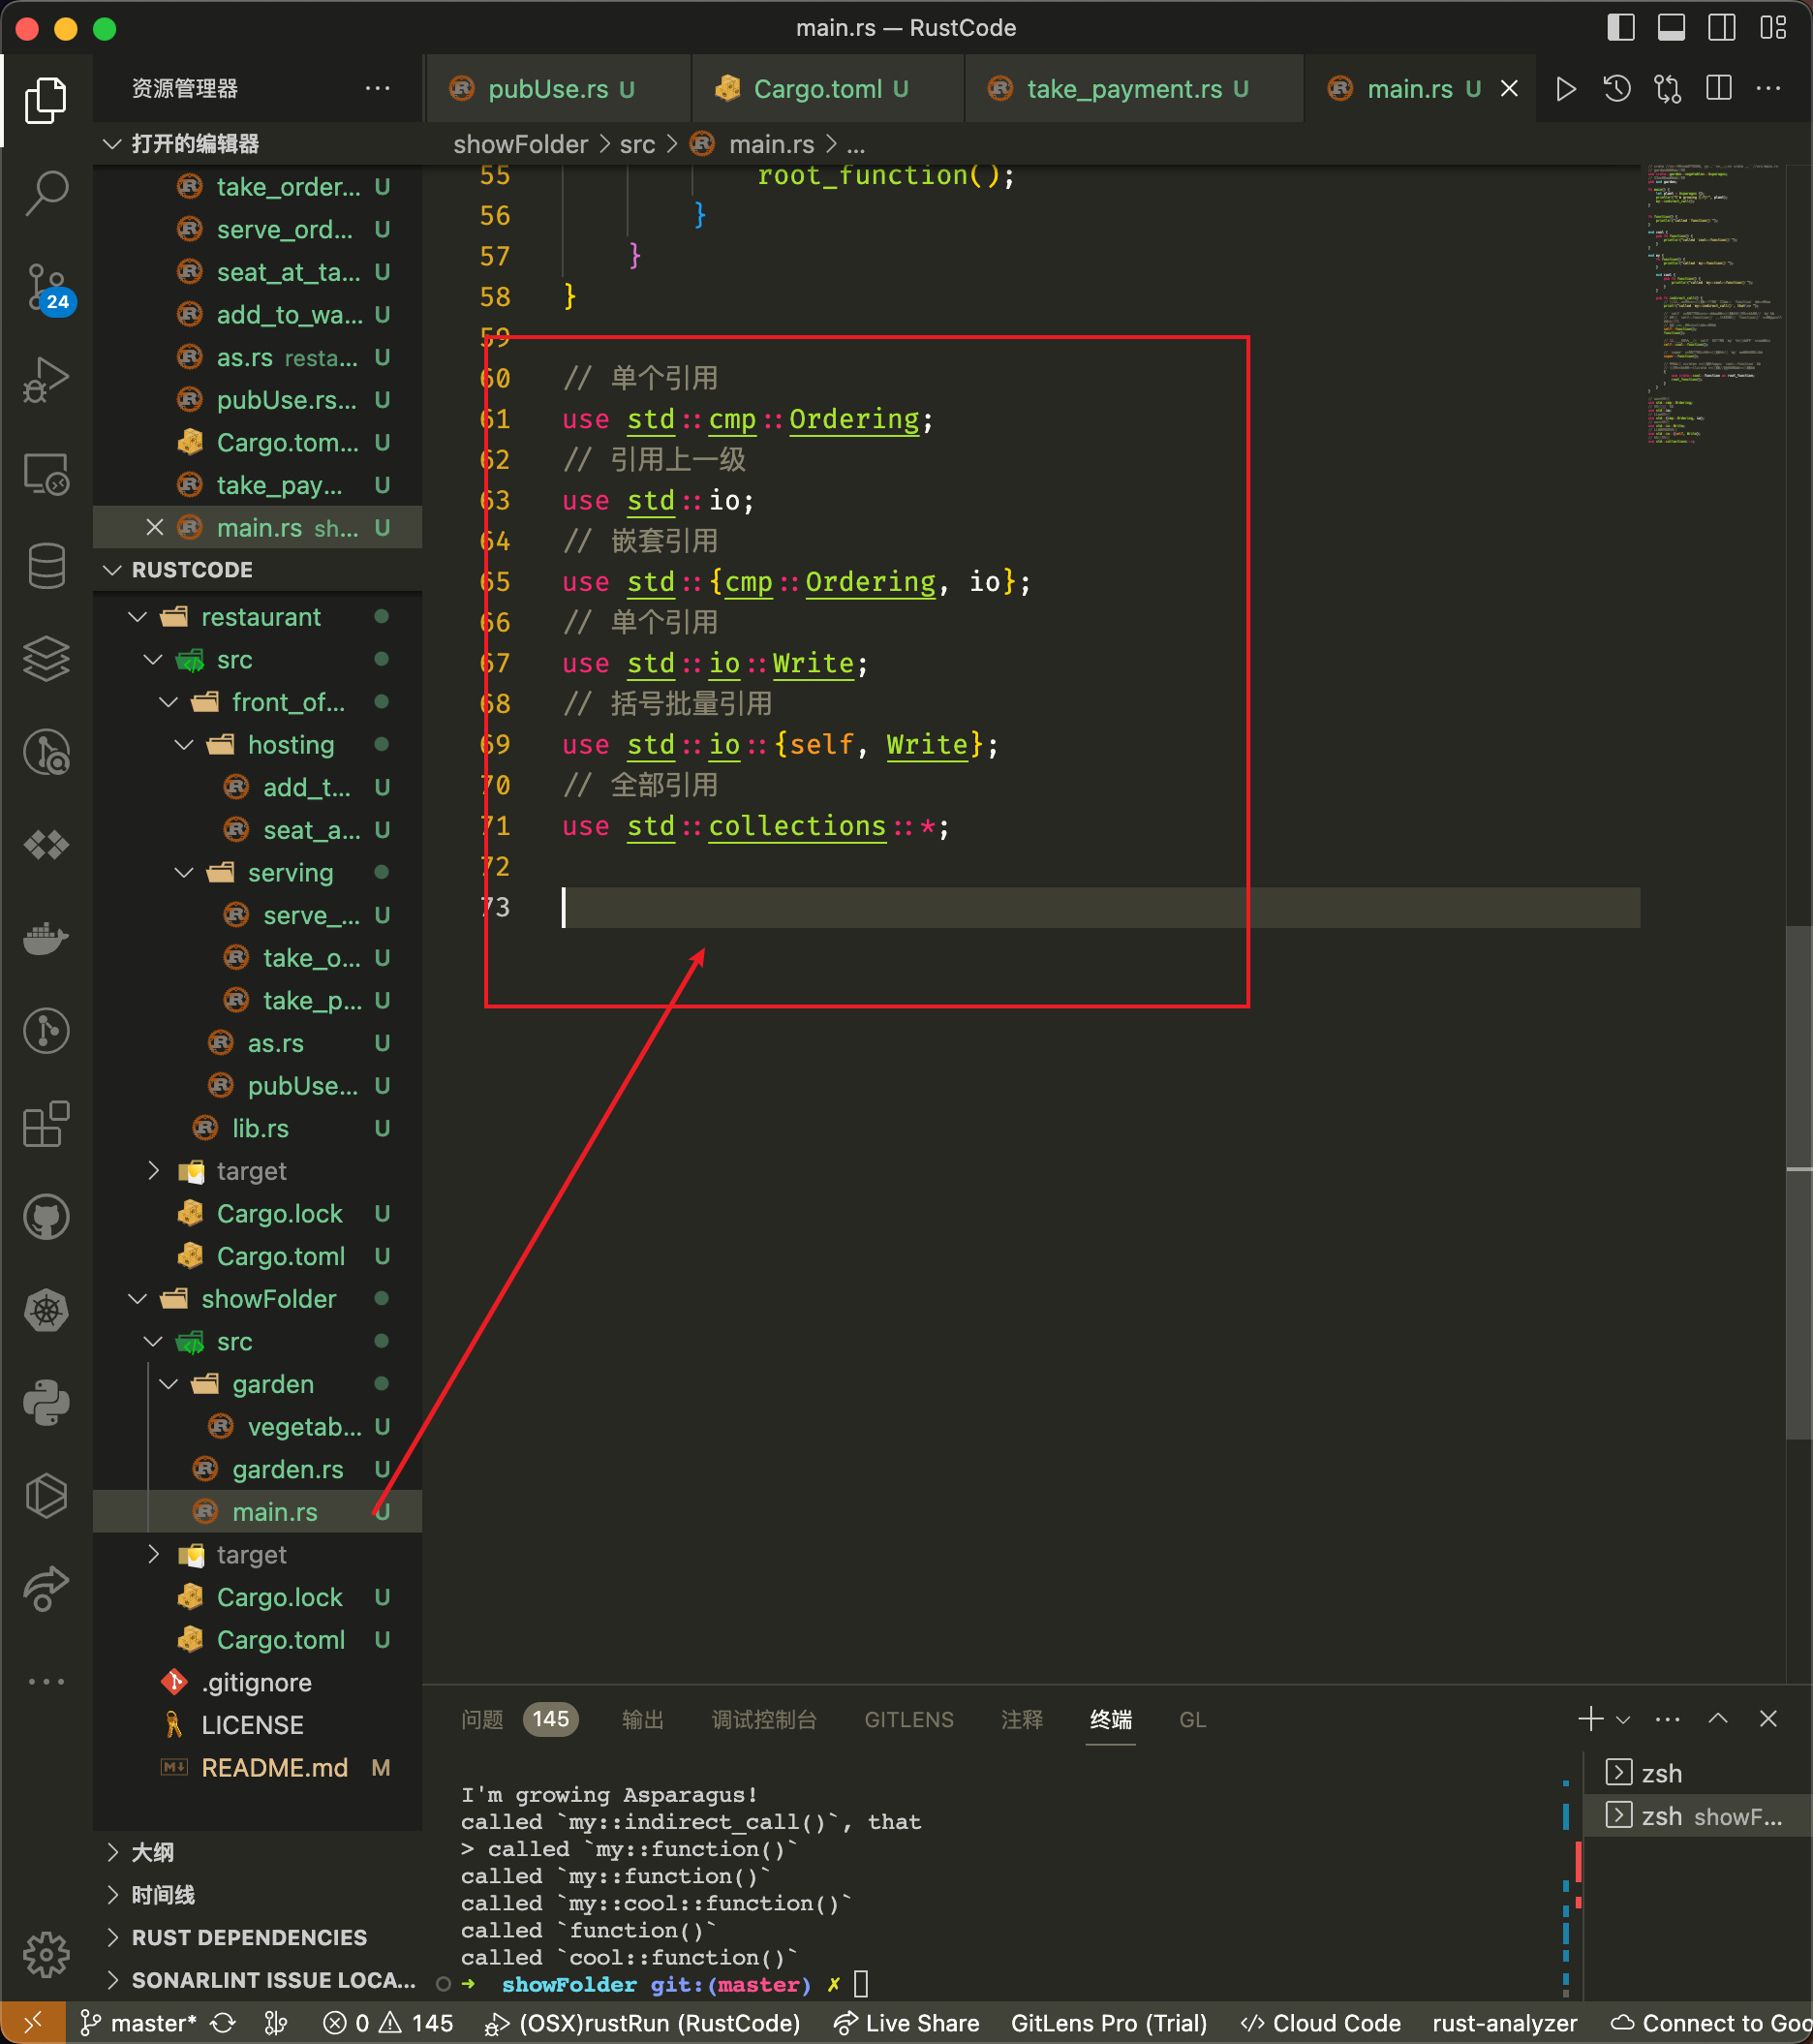 main.rs — RustCode
资源管理器
打开的编辑器
take_order... U
serve_ord... U
seat_at_ta... U
add_to_wa... U
as.rs resta... U
pubUse.rs... U
Cargo.tom... U
take_pay... U
main.rs sh... U
RUSTCODE
restaurant
src
front_of...
hosting
add_t... U
seat_a... U
serving
serve_... U
take_o... U
take_p... U
as.rs U
pubUse... U
lib.rs U
target
Cargo.lock U
Cargo.toml U
showFolder
src
garden
vegetab... U
garden.rs U
main.rs U
target
Cargo.lock U
Cargo.toml U
.gitignore
LICENSE
README.md M
大纲
时间线
RUST DEPENDENCIES
SONARLINT ISSUE LOCA...
24
pubUse.rs U Cargo.toml U take_payment.rs U main.rs U
showFolder > src > main.rs > ...
55 root_function();
56 }
57 }
58 }
59
60 // 单个引用
61 use std::cmp::Ordering;
62 // 引用上一级
63 use std::io;
64 // 嵌套引用
65 use std::{cmp::Ordering, io};
66 // 单个引用
67 use std::io::Write;
68 // 括号批量引用
69 use std::io::{self, Write};
70 // 全部引用
71 use std::collections::*;
72
73
问题 145 输出 调试控制台 GITLENS 注释 终端 GL
I'm growing Asparagus!
called `my::indirect_call()`, that
> called `my::function()`
called `my::function()`
called `my::cool::function()`
called `function()`
called `cool::function()`
➜ showFolder git:(master) ✗
zsh
zsh showF...
master* 0 145 (OSX)rustRun (RustCode) Live Share GitLens Pro (Trial) Cloud Code rust-analyzer Connect to Goo